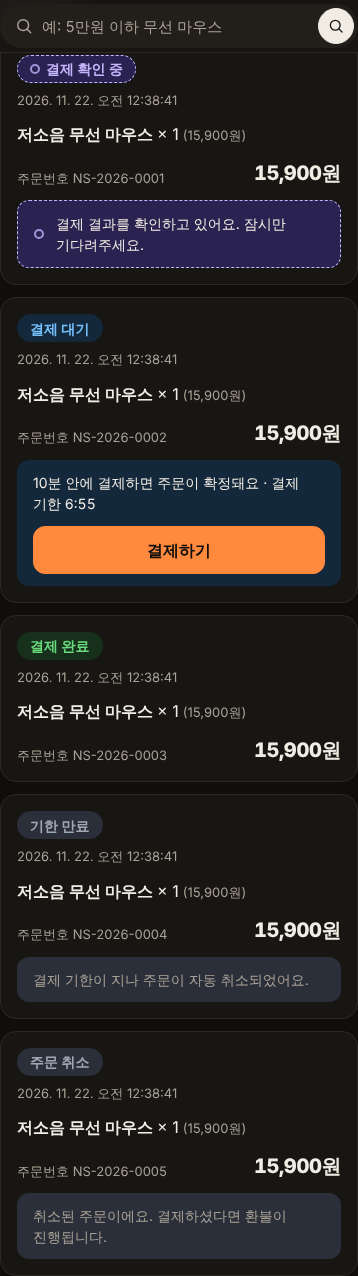 예: 5만원 이하 무선 마우스
결제 확인 중
2026. 11. 22. 오전 12:38:41
저소음 무선 마우스 × 1 (15,900원)
주문번호 NS-2026-0001 15,900원
결제 결과를 확인하고 있어요. 잠시만
기다려주세요.
결제 대기
2026. 11. 22. 오전 12:38:41
저소음 무선 마우스 × 1 (15,900원)
주문번호 NS-2026-0002 15,900원
10분 안에 결제하면 주문이 확정돼요 · 결제
기한 6:55
결제하기
결제 완료
2026. 11. 22. 오전 12:38:41
저소음 무선 마우스 × 1 (15,900원)
주문번호 NS-2026-0003 15,900원
기한 만료
2026. 11. 22. 오전 12:38:41
저소음 무선 마우스 × 1 (15,900원)
주문번호 NS-2026-0004 15,900원
결제 기한이 지나 주문이 자동 취소되었어요.
주문 취소
2026. 11. 22. 오전 12:38:41
저소음 무선 마우스 × 1 (15,900원)
주문번호 NS-2026-0005 15,900원
취소된 주문이에요. 결제하셨다면 환불이
진행됩니다.